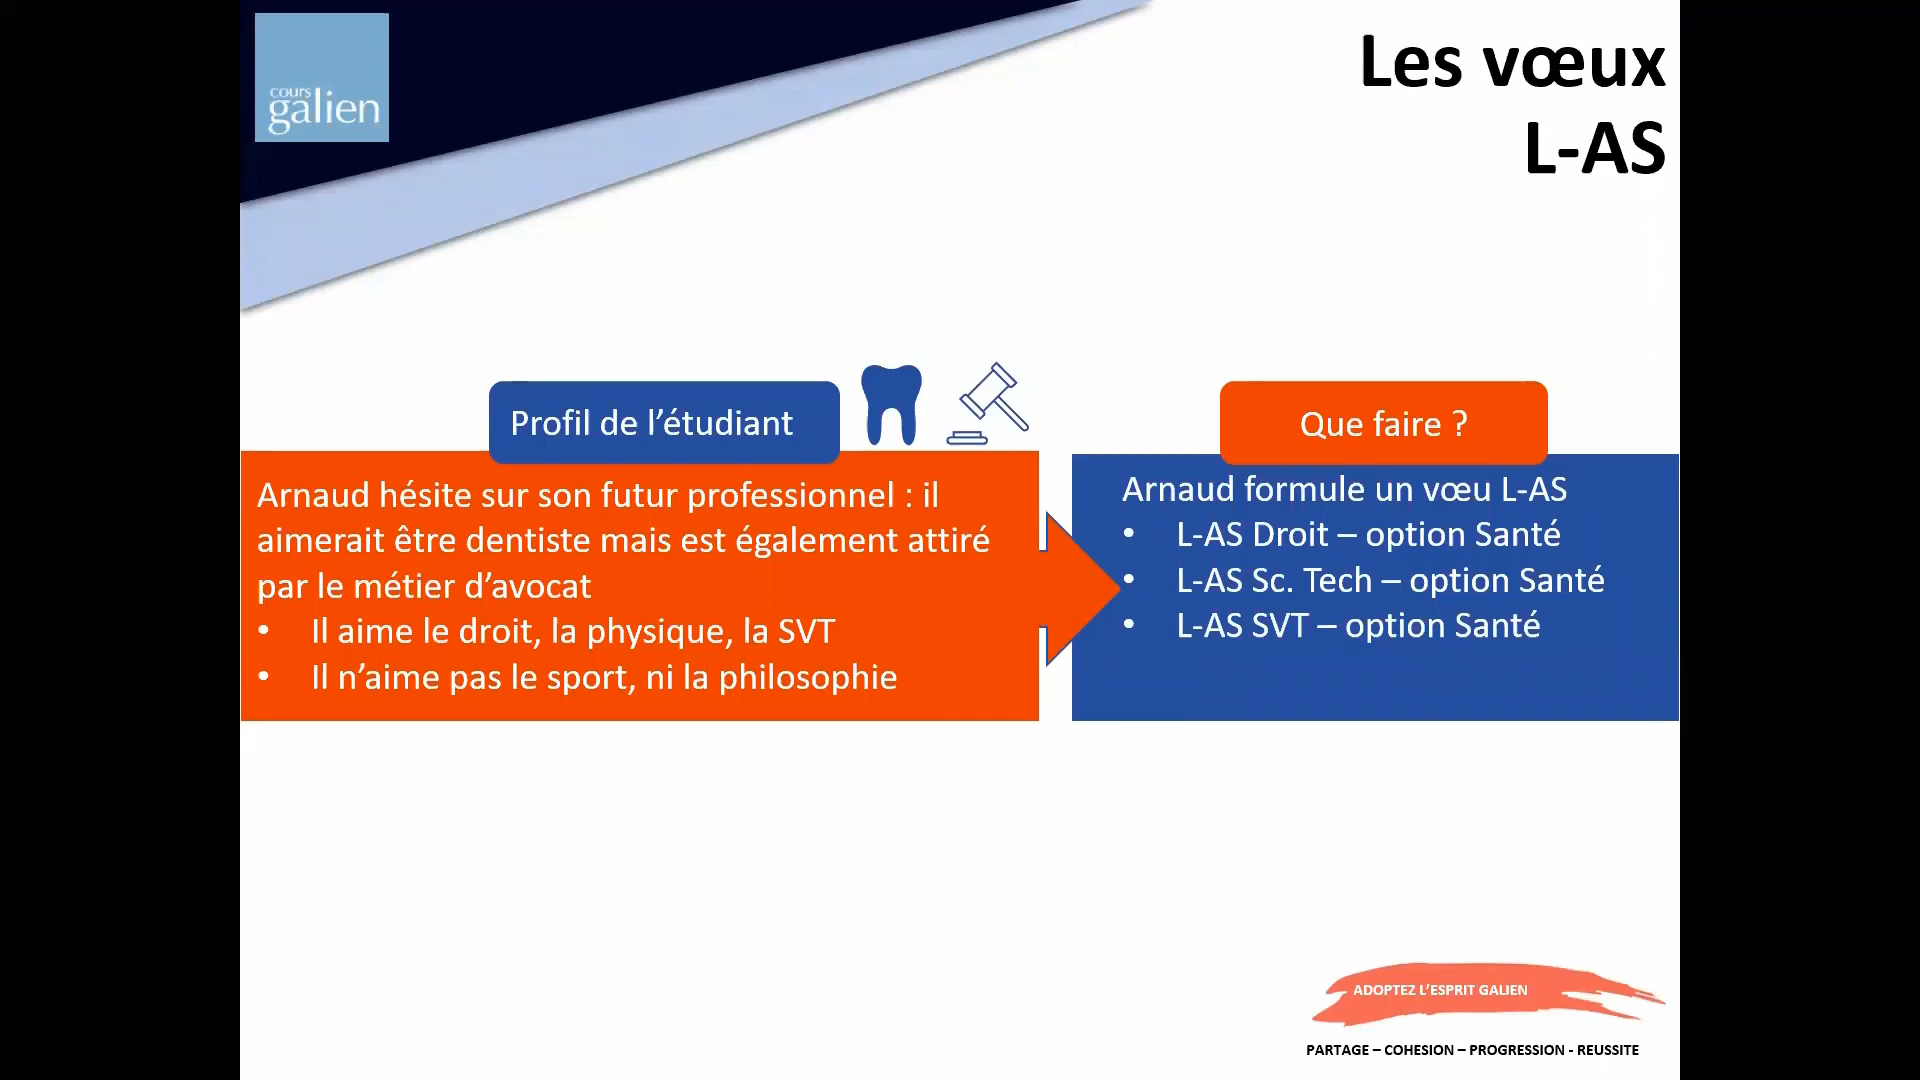 cours
galien
Les vœux
L-AS
Profil de l’étudiant
Arnaud hésite sur son futur professionnel : il
aimerait être dentiste mais est également attiré
par le métier d’avocat
• Il aime le droit, la physique, la SVT
• Il n’aime pas le sport, ni la philosophie
Que faire ?
Arnaud formule un vœu L-AS
• L-AS Droit – option Santé
• L-AS Sc. Tech – option Santé
• L-AS SVT – option Santé
ADOPTEZ L’ESPRIT GALIEN
PARTAGE – COHESION – PROGRESSION - REUSSITE